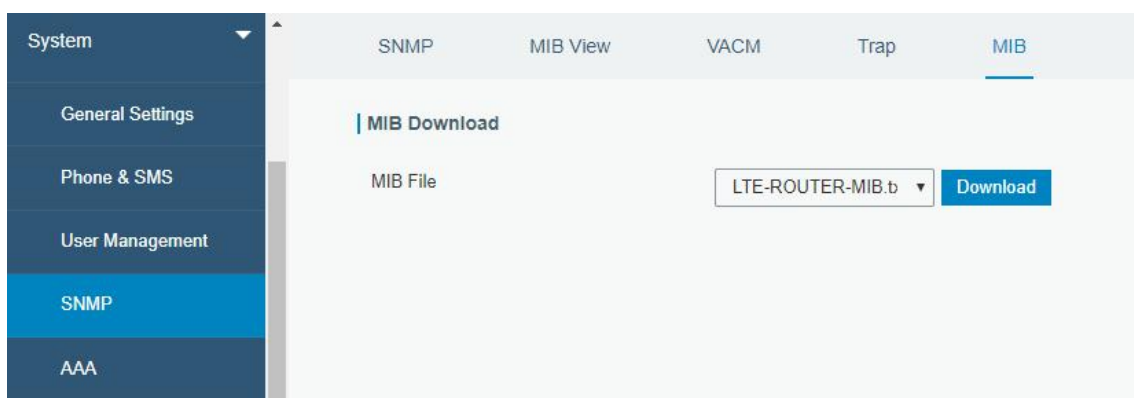 System
General Settings
Phone & SMS
User Management
SNMP
AAA
SNMP MIB View VACM Trap MIB
MIB Download
MIB File LTE-ROUTER-MIB.t Download